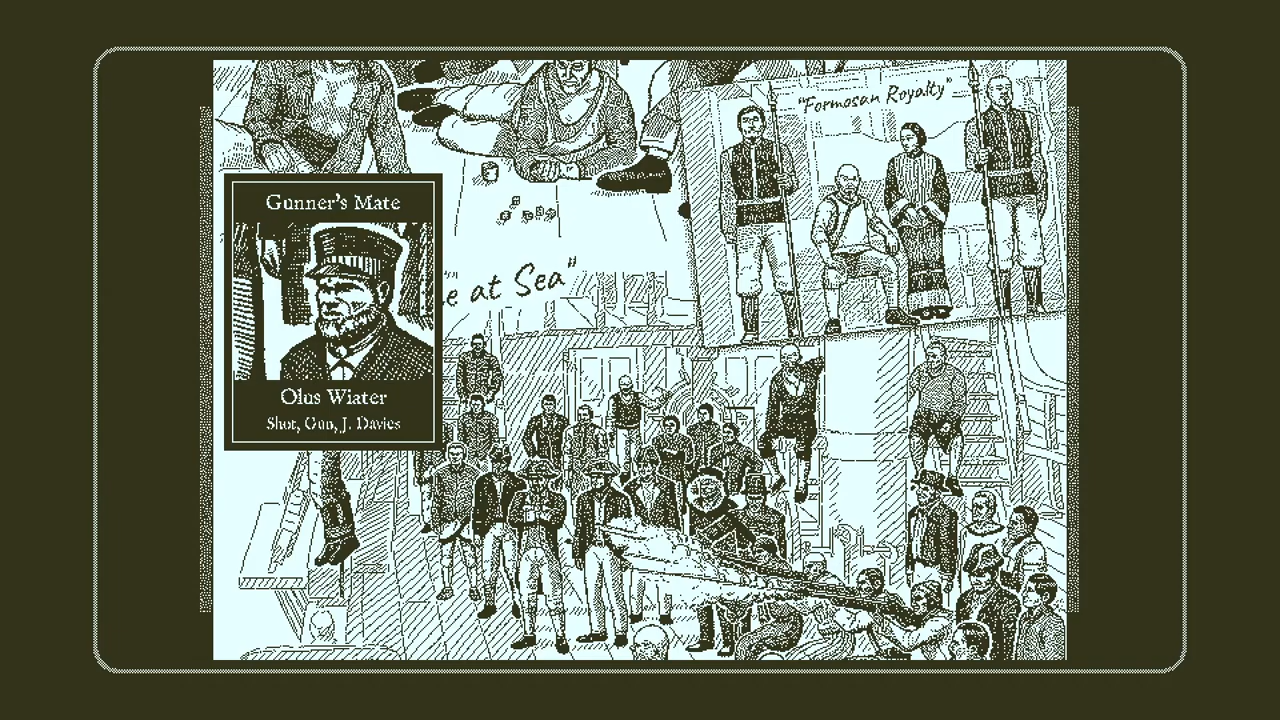 "Formosan Royalty"
Gunner's Mate
e at Sea"
Olus Wiater
Shot, Gun, J. Davies